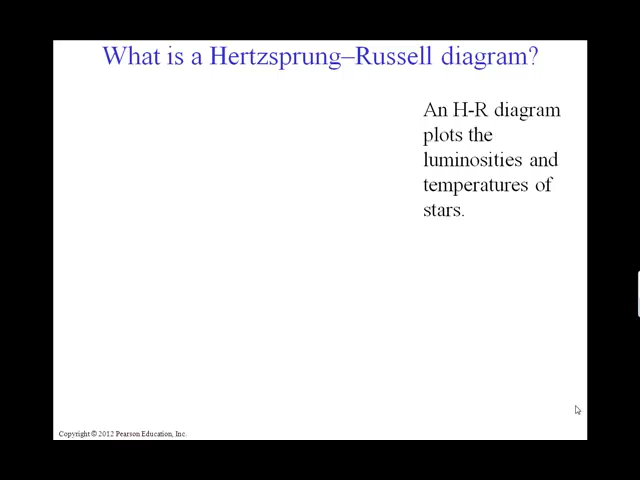 What is a Hertzsprung–Russell diagram?
An H-R diagram
plots the
luminosities and
temperatures of
stars.
Copyright © 2012 Pearson Education, Inc.